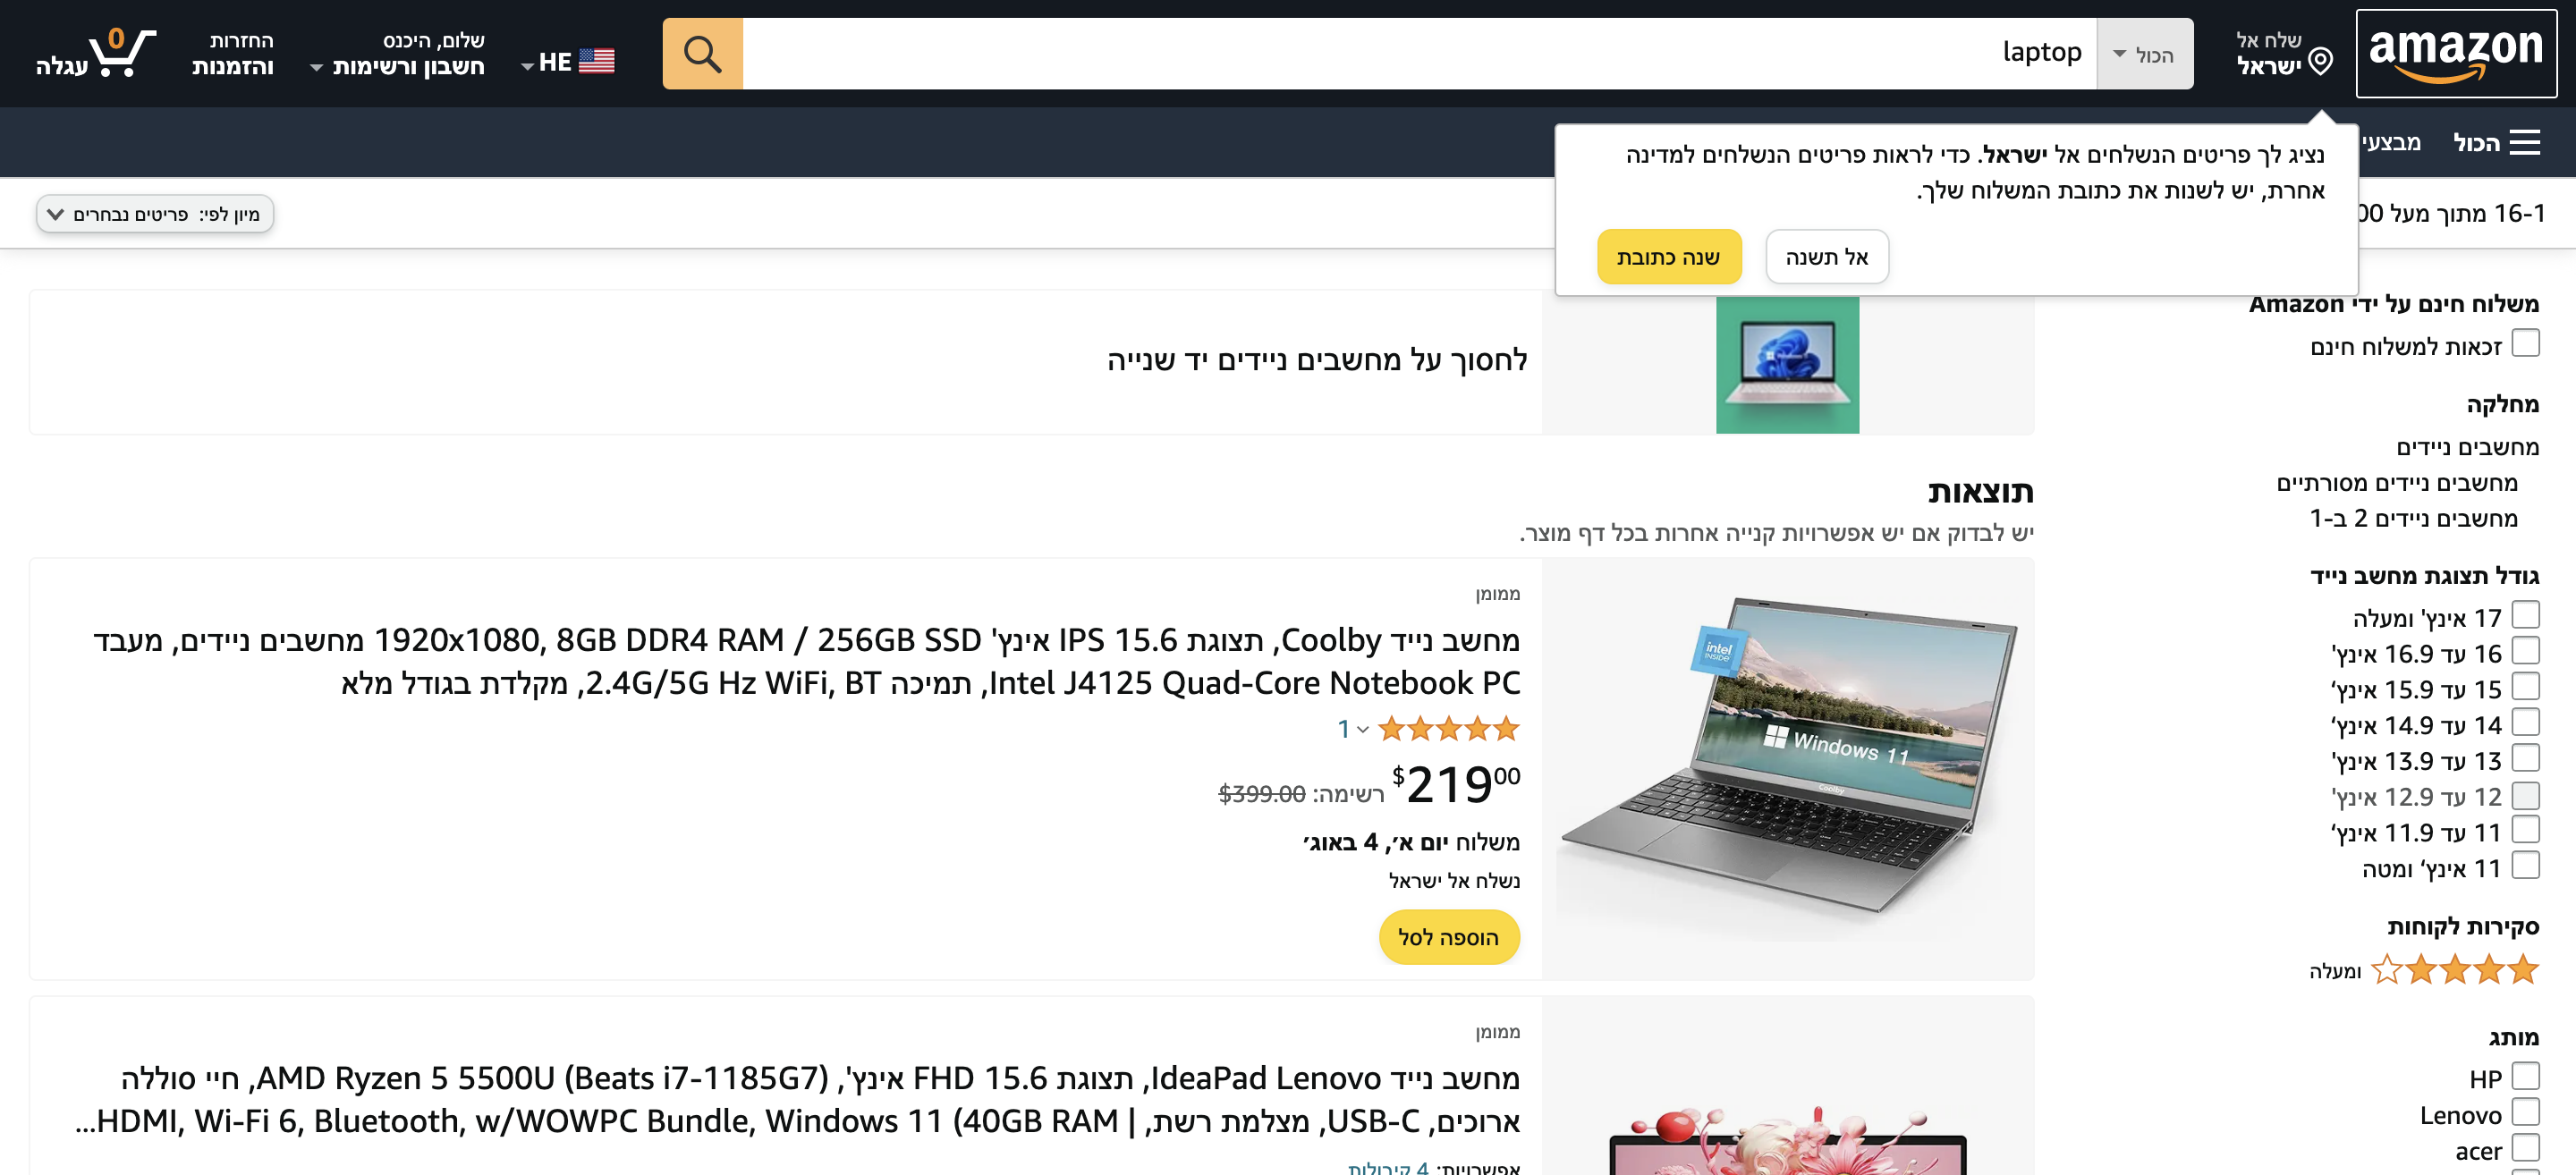 amazon
שלח אל
ישראל
הכול
laptop
HE
שלום, היכנס
חשבון ורשימות
החזרות
והזמנות
0
עגלה
הכול
מבצעי
נציג לך פריטים הנשלחים אל ישראל. כדי לראות פריטים הנשלחים למדינה
אחרת, יש לשנות את כתובת המשלוח שלך.
אל תשנה
שנה כתובת
16-1 מתוך מעל
מיון לפי: פריטים נבחרים
משלוח חינם על ידי Amazon
זכאות למשלוח חינם
מחלקה
מחשבים ניידים
מחשבים ניידים מסורתיים
מחשבים ניידים 2 ב-1
גודל תצוגת מחשב נייד
17 אינץ' ומעלה
16 עד 16.9 אינץ'
15 עד 15.9 אינץ‘
14 עד 14.9 אינץ‘
13 עד 13.9 אינץ'
12 עד 12.9 אינץ'
11 עד 11.9 אינץ‘
11 אינץ‘ ומטה
סקירות לקוחות
ומעלה
מותג
HP
Lenovo
acer
לחסוך על מחשבים ניידים יד שנייה
תוצאות
יש לבדוק אם יש אפשרויות קנייה אחרות בכל דף מוצר.
intel
INSIDE
Windows 11
Coolby
ממומן
מחשב נייד Coolby, תצוגת IPS 15.6 אינץ' 1920x1080, 8GB DDR4 RAM / 256GB SSD מחשבים ניידים, מעבד
Intel J4125 Quad-Core Notebook PC, תמיכה 2.4G/5G Hz WiFi, BT, מקלדת בגודל מלא
1
$219.00 רשימה: $399.00
משלוח יום א׳, 4 באוג׳
נשלח אל ישראל
הוספה לסל
ממומן
מחשב נייד IdeaPad Lenovo, תצוגת FHD 15.6 אינץ', AMD Ryzen 5 5500U (Beats i7-1185G7), חיי סוללה
ארוכים, USB-C, מצלמת רשת, HDMI, Wi-Fi 6, Bluetooth, w/WOWPC Bundle, Windows 11 (40GB RAM |...
אפשרויות: 4 קיבולות